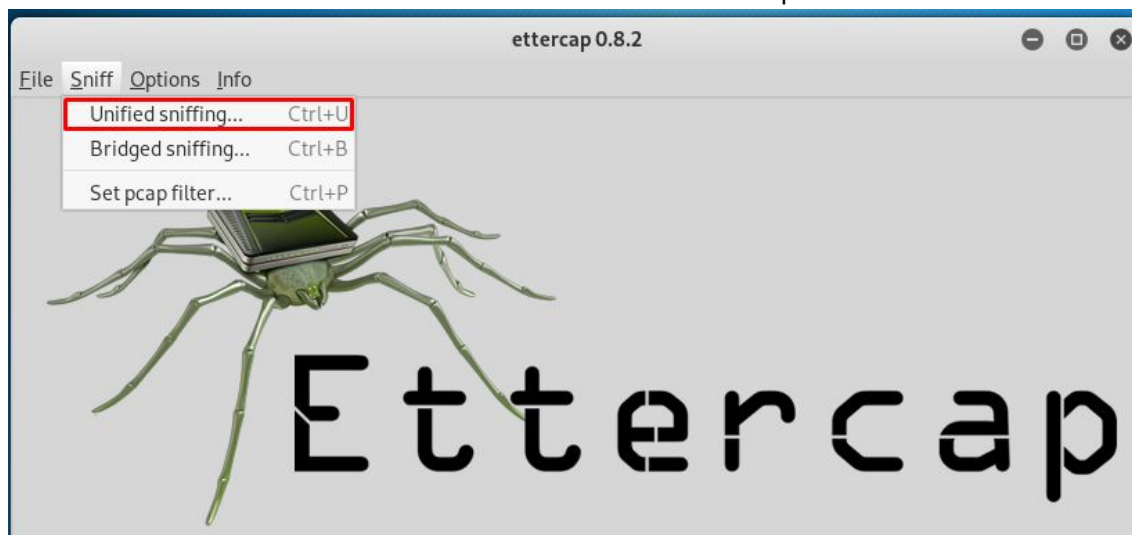 ettercap 0.8.2
File Sniff Options Info
Unified sniffing... Ctrl+U
Bridged sniffing... Ctrl+B
Set pcap filter... Ctrl+P
Ettercap